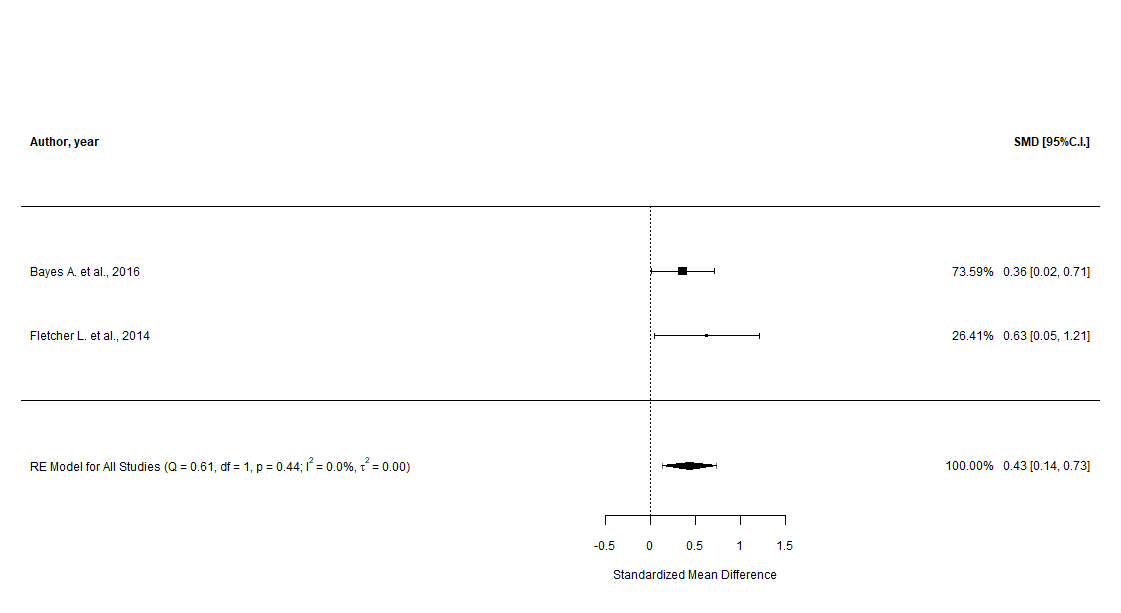 Author, year SMD [95%C.I.]
Bayes A. et al., 2016 73.59% 0.36 [0.02, 0.71]
Fletcher L. et al., 2014 26.41% 0.63 [0.05, 1.21]
RE Model for All Studies (Q = 0.61, df = 1, p = 0.44; I² = 0.0%, τ² = 0.00) 100.00% 0.43 [0.14, 0.73]
-0.5 0 0.5 1 1.5
Standardized Mean Difference